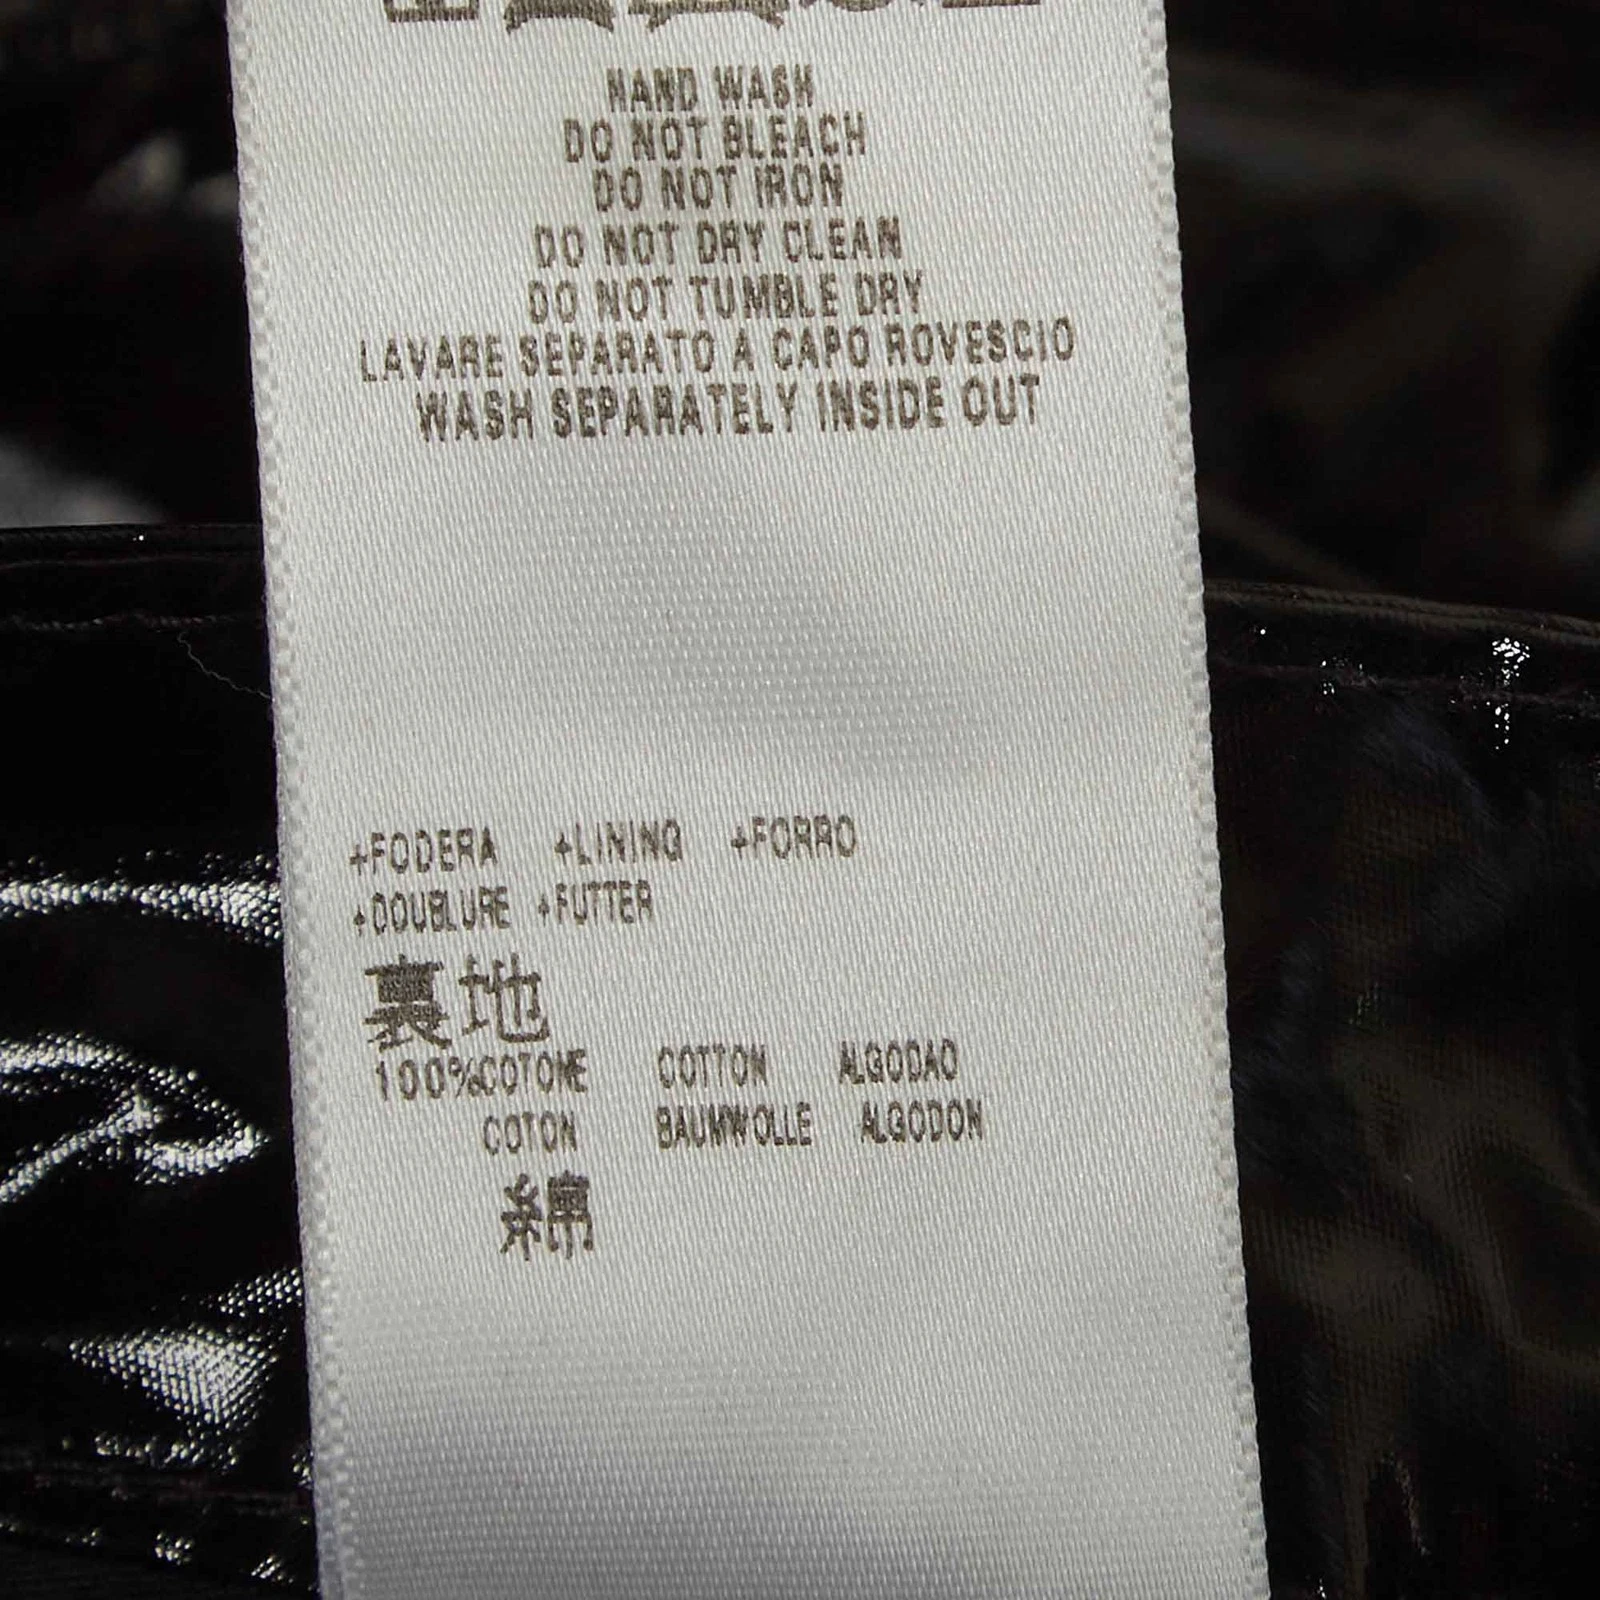 HAND WASH
DO NOT BLEACH
DO NOT IRON
DO NOT DRY CLEAN
DO NOT TUMBLE DRY
LAVARE SEPARATO A CAPO ROVESCIO
WASH SEPARATELY INSIDE OUT
+FODERA +LINING +FORRO
+DOUBLURE +FUTTER
裏地
100%COTONE COTTON ALGODAO
COTON BAUMWOLLE ALGODON
綿